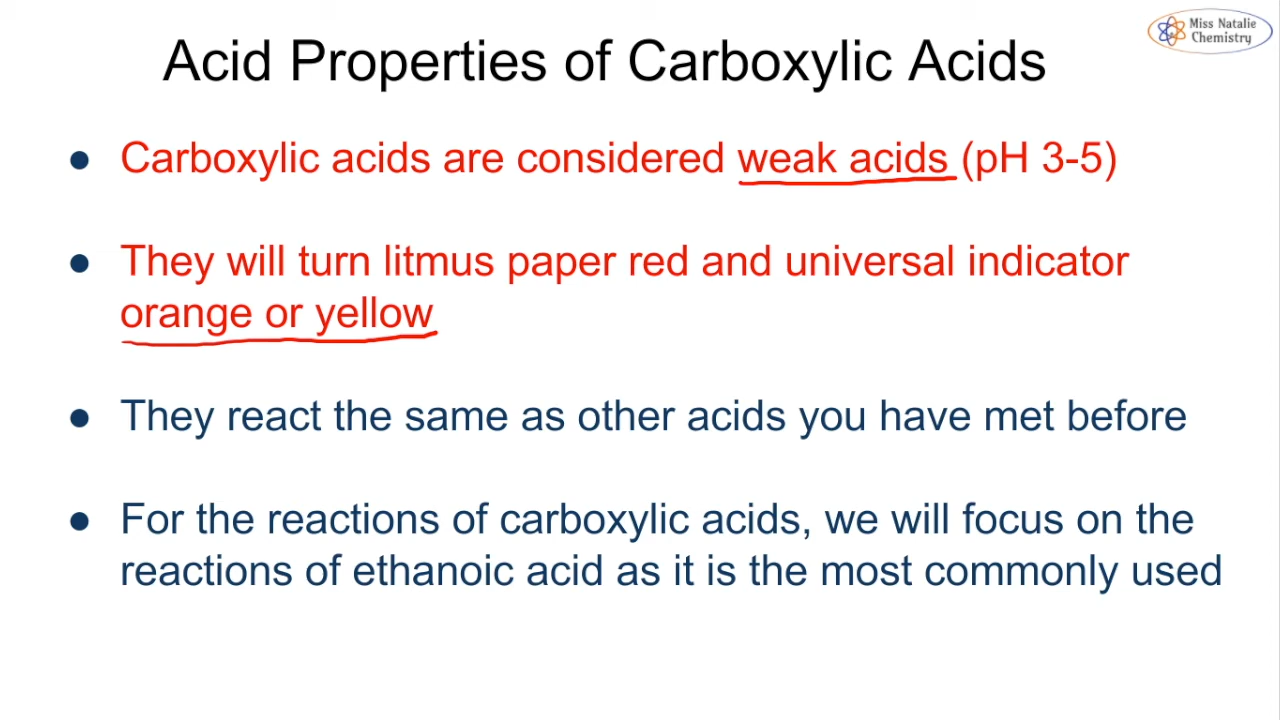 Miss Natalie
Chemistry
Acid Properties of Carboxylic Acids
● Carboxylic acids are considered weak acids (pH 3-5)
● They will turn litmus paper red and universal indicator
orange or yellow
● They react the same as other acids you have met before
● For the reactions of carboxylic acids, we will focus on the
reactions of ethanoic acid as it is the most commonly used